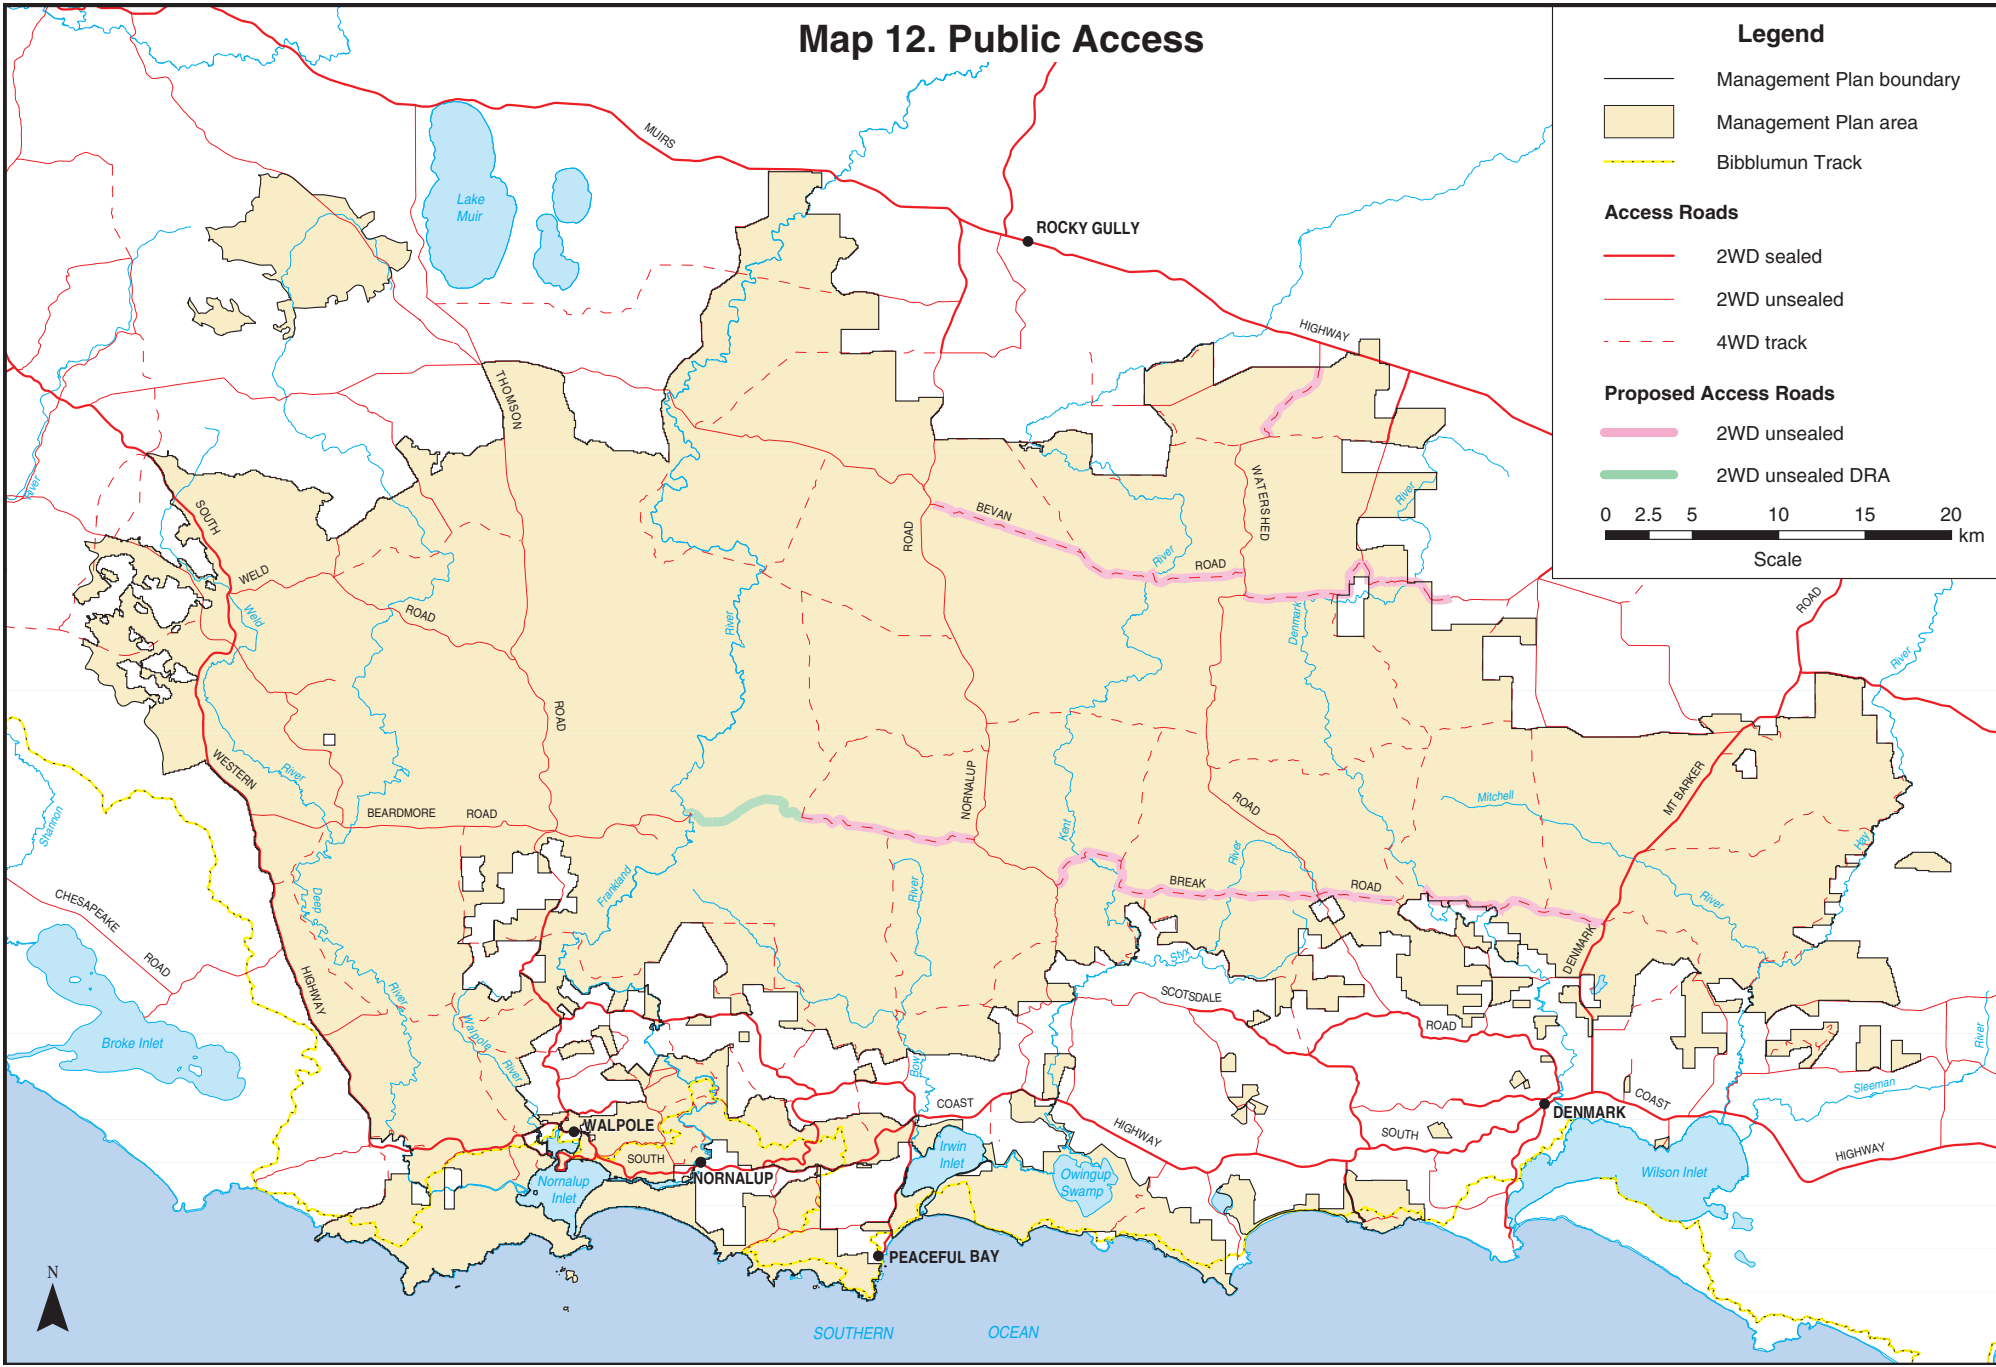 Map 12. Public Access
Legend
Management Plan boundary
Management Plan area
Bibblumun Track
Access Roads
2WD sealed
2WD unsealed
4WD track
Proposed Access Roads
2WD unsealed
2WD unsealed DRA
0 2.5 5 10 15 20
km
Scale
MUIRS
Lake
Muir
ROCKY GULLY
HIGHWAY
THOMSON
River
SOUTH
BEVAN
ROAD
WATERSHED
River
River
ROAD
WELD
ROAD
Weld
River
Denmark
ROAD
River
ROAD
WESTERN
River
NORNALUP
MT BARKER
Mitchell
ROAD
BEARDMORE ROAD
Shannon
Kent
River
Hay
Frankland
River
BREAK ROAD
River
CHESAPEAKE
ROAD
Deep
DENMARK
Styx
HIGHWAY
River
SCOTSDALE
ROAD
Walpole
River
Broke Inlet
River
Bow
Sleeman
COAST
COAST
WALPOLE
DENMARK
HIGHWAY
SOUTH
SOUTH
Irwin
Inlet
HIGHWAY
NORNALUP
Nornalup
Inlet
Owingup
Swamp
Wilson Inlet
PEACEFUL BAY
N
SOUTHERN OCEAN